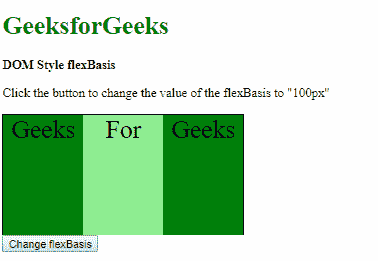 GeeksforGeeks
DOM Style flexBasis
Click the button to change the value of the flexBasis to "100px"
Geeks For Geeks
Change flexBasis